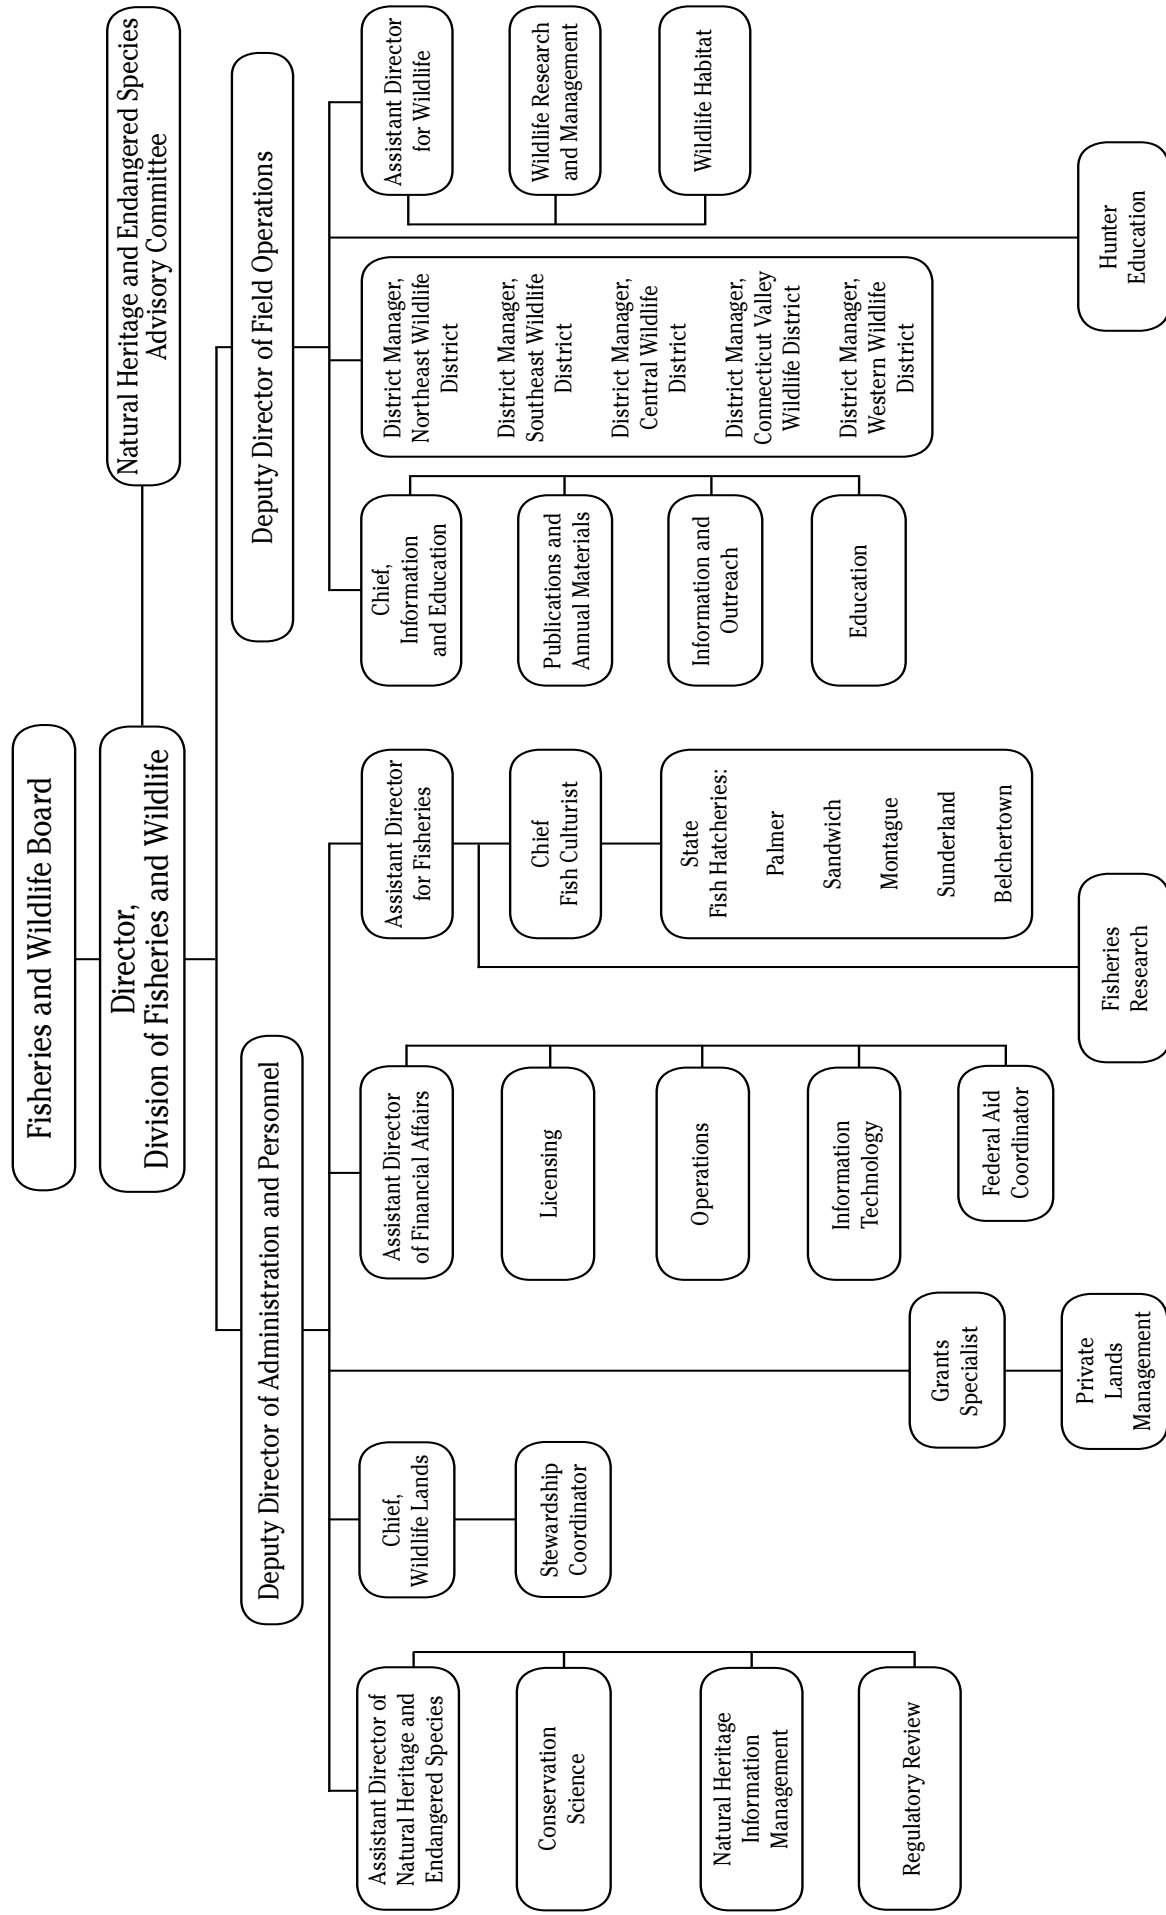 Fisheries and Wildlife Board
Director,
Division of Fisheries and Wildlife
Natural Heritage and Endangered Species
Advisory Committee
Deputy Director of Administration and Personnel
Deputy Director of Field Operations
Assistant Director of
Natural Heritage and
Endangered Species
Conservation
Science
Natural Heritage
Information
Management
Regulatory Review
Chief,
Wildlife Lands
Stewardship
Coordinator
Grants
Specialist
Private
Lands
Management
Assistant Director
of Financial Affairs
Licensing
Operations
Information
Technology
Federal Aid
Coordinator
Assistant Director
for Fisheries
Chief
Fish Culturist
State
Fish Hatcheries:
Palmer
Sandwich
Montague
Sunderland
Belchertown
Fisheries
Research
Chief,
Information
and Education
Publications and
Annual Materials
Information and
Outreach
Education
District Manager,
Northeast Wildlife
District
District Manager,
Southeast Wildlife
District
District Manager,
Central Wildlife
District
District Manager,
Connecticut Valley
Wildlife District
District Manager,
Western Wildlife
District
Hunter
Education
Assistant Director
for Wildlife
Wildlife Research
and Management
Wildlife Habitat